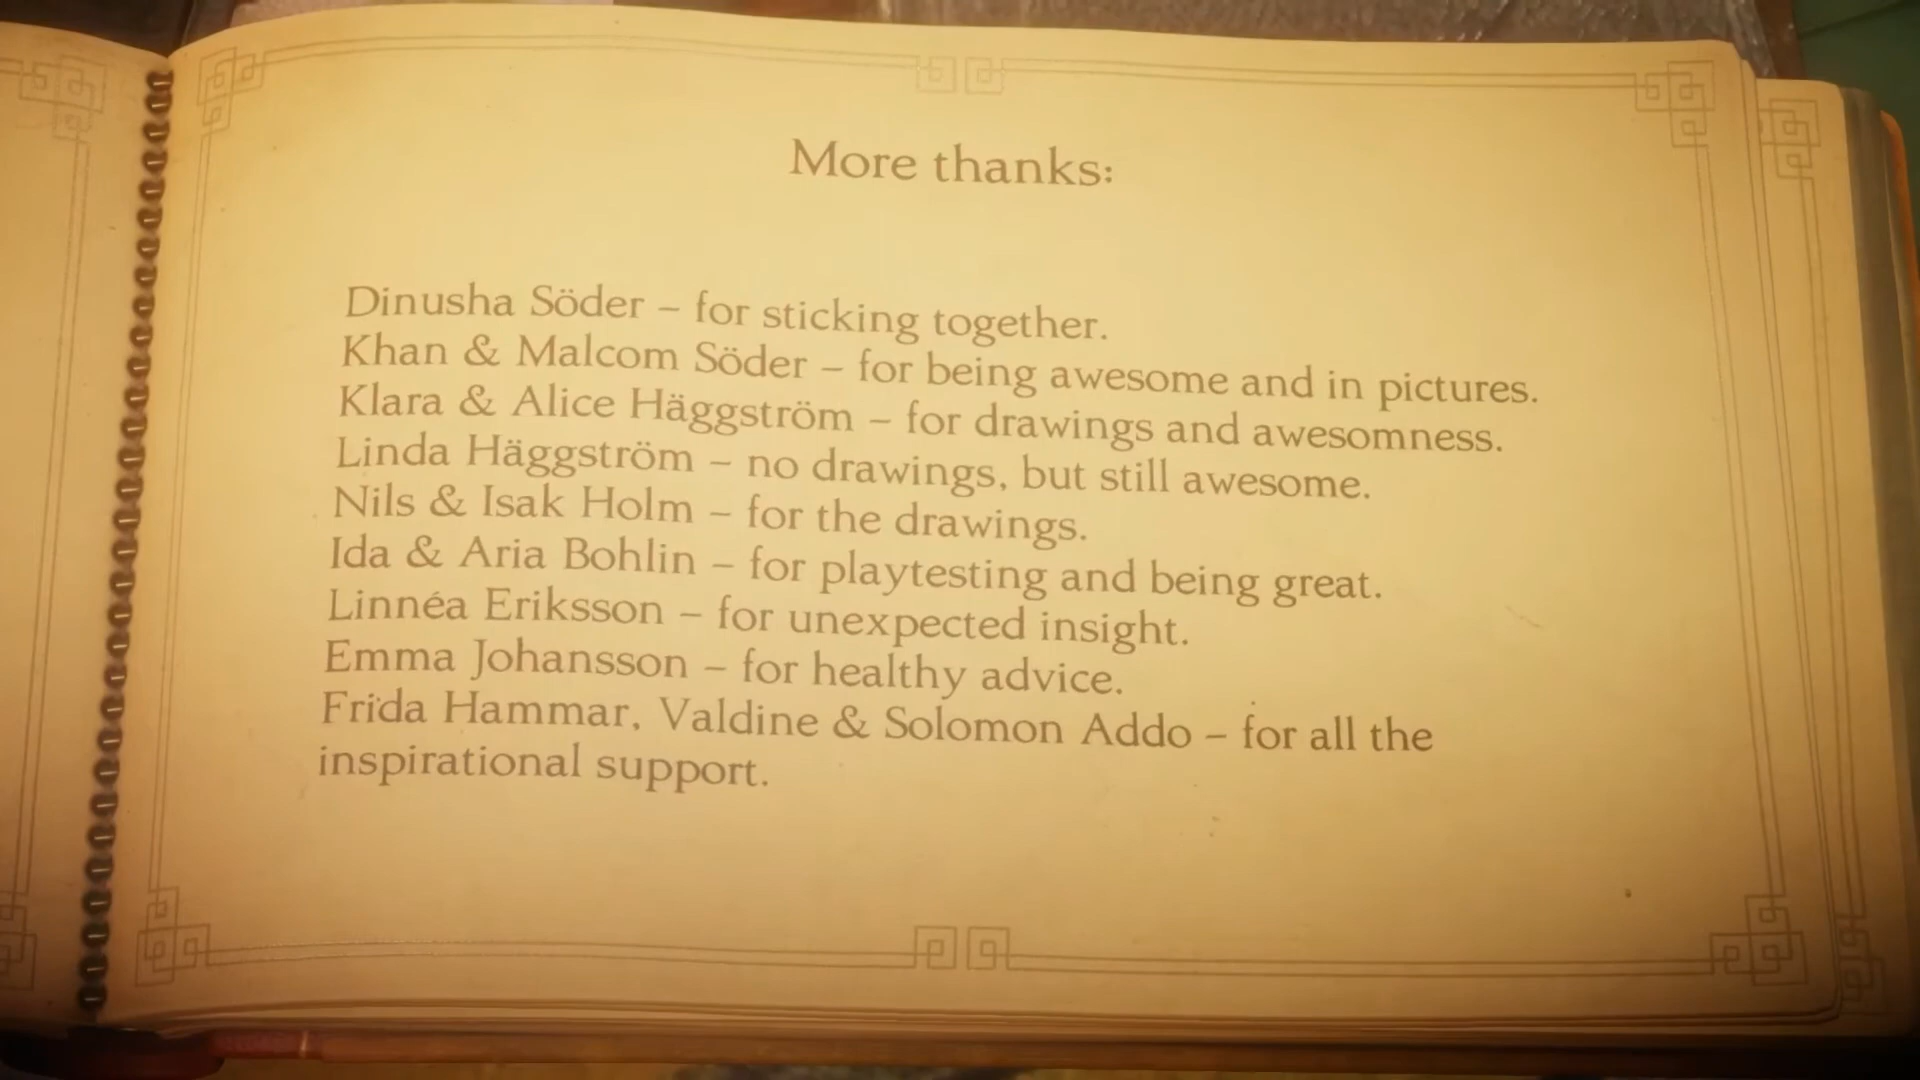 More thanks:
Dinusha Söder – for sticking together.
Khan & Malcom Söder – for being awesome and in pictures.
Klara & Alice Häggström – for drawings and awesomness.
Linda Häggström – no drawings, but still awesome.
Nils & Isak Holm – for the drawings.
Ida & Aria Bohlin – for playtesting and being great.
Linnéa Eriksson – for unexpected insight.
Emma Johansson – for healthy advice.
Frida Hammar, Valdine & Solomon Addo – for all the
inspirational support.